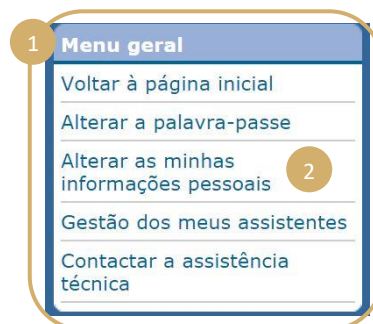 1
Menu geral
Voltar à página inicial
Alterar a palavra-passe
Alterar as minhas
informações pessoais
2
Gestão dos meus assistentes
Contactar a assistência
técnica